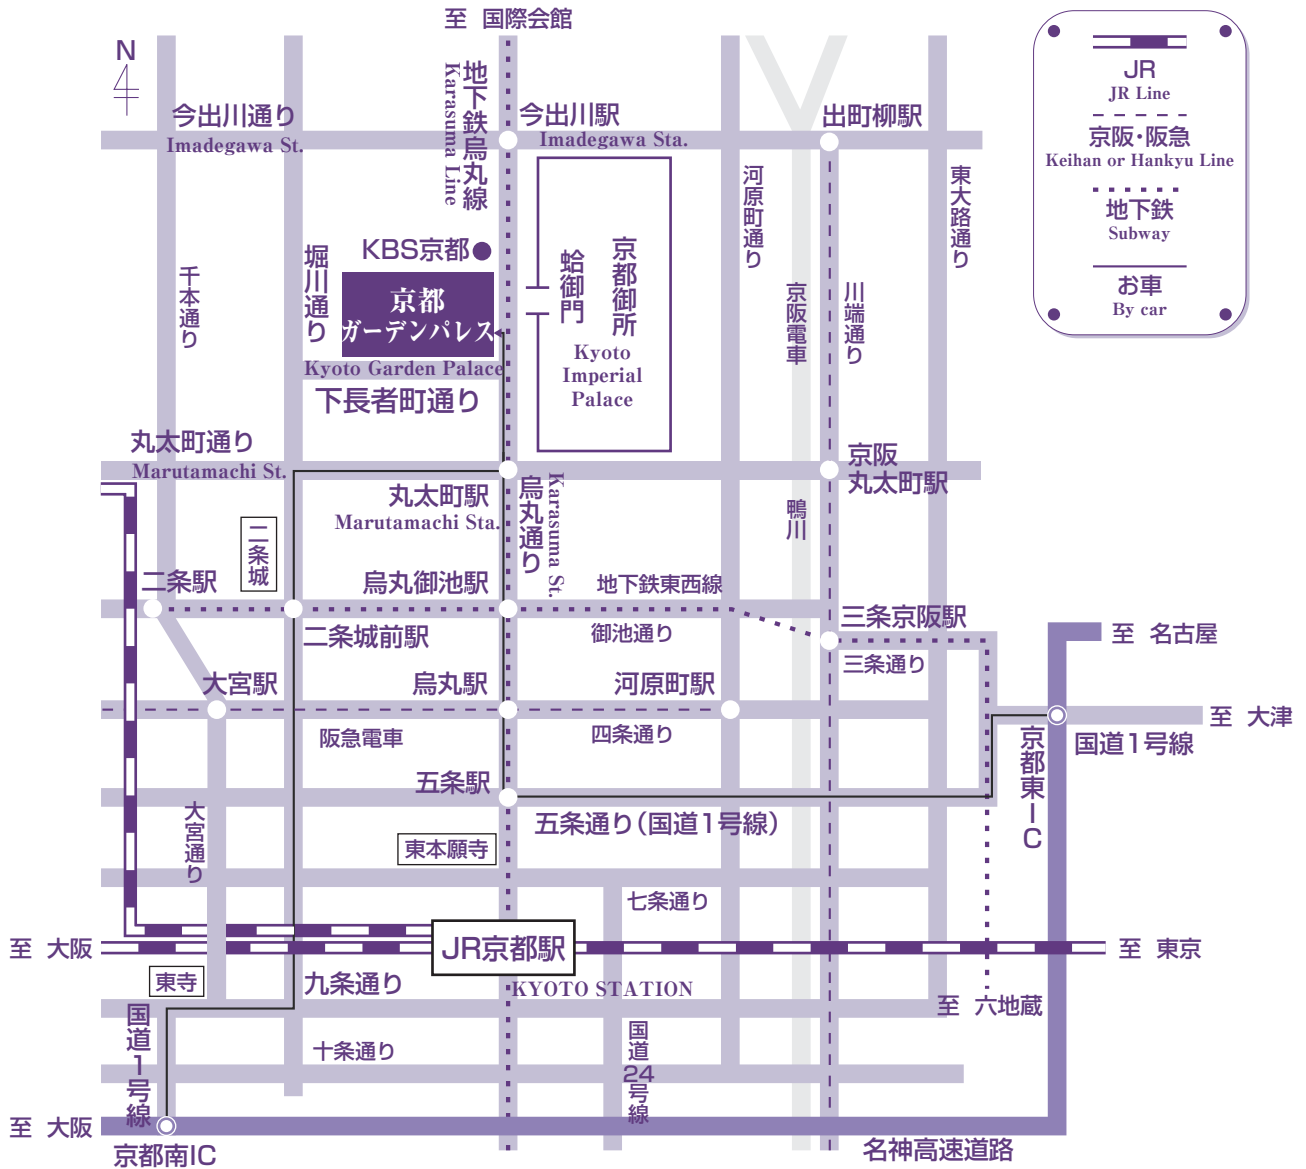 至 国際会館
N
地下鉄烏丸線
Karasuma Line
今出川通り
Imadegawa St.
今出川駅
Imadegawa Sta.
出町柳駅
JR
JR Line
京阪・阪急
Keihan or Hankyu Line
地下鉄
Subway
お車
By car
千本通り
堀川通り
KBS京都
京都
ガーデンパレス
Kyoto Garden Palace
下長者町通り
蛤御門
京都御所
Kyoto
Imperial
Palace
河原町通り
京阪電車
川端通り
東大路通り
丸太町通り
Marutamachi St.
丸太町駅
Marutamachi Sta.
烏丸通り
Karasuma St.
京阪
丸太町駅
鴨川
二条城
二条駅
二条城前駅
烏丸御池駅
地下鉄東西線
御池通り
三条京阪駅
三条通り
至 名古屋
大宮駅
烏丸駅
河原町駅
阪急電車
四条通り
至 大津
国道1号線
京都東IC
五条駅
五条通り(国道1号線)
大宮通り
東本願寺
七条通り
至 大阪
JR京都駅
KYOTO STATION
至 東京
東寺
九条通り
至 六地蔵
国道1号線
十条通り
国道24号線
至 大阪
京都南IC
名神高速道路